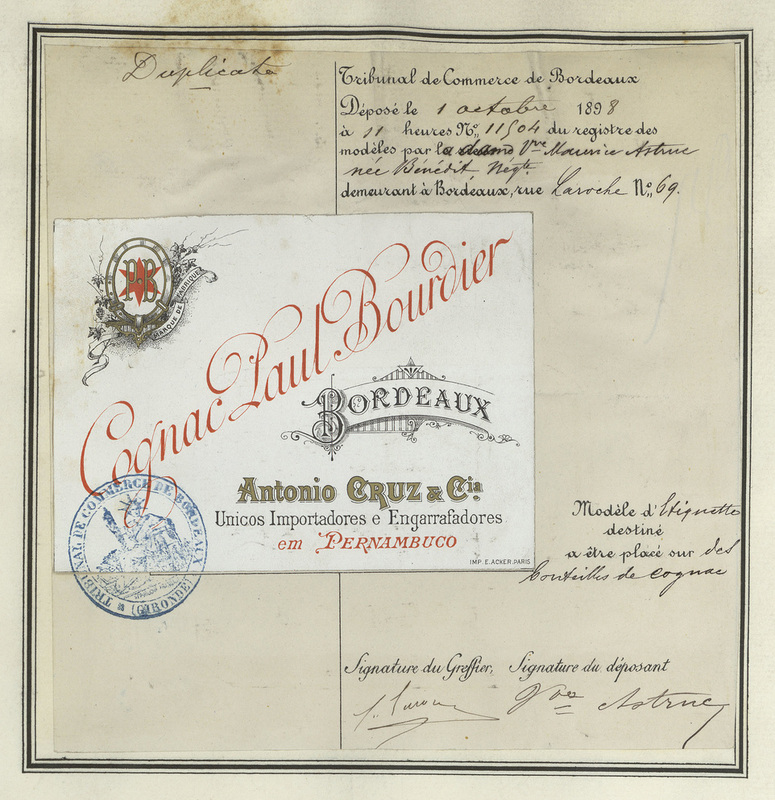 Duplicata
Tribunal de Commerce de Bordeaux
Déposé le 1 octobre 1898
à 11 heures No 11504 du registre des
modèles par la dame Vve Maurice Astruc
née Bénédit, Négte
demeurant à Bordeaux, rue Laroche No 69.
PB
MARQUE DE FABRIQUE
Cognac Paul Bourdier
BORDEAUX
Antonio CRUZ & Cia.
Unicos Importadores e Engarrafadores
em PERNAMBUCO
IMP. E. ACKER. PARIS
TRIBUNAL DE COMMERCE DE BORDEAUX
(GIRONDE)
Modèle d'Etiquette
destiné
a être placé sur des
bouteilles de cognac
Signature du Greffier, Signature du déposant
Vve Astruc